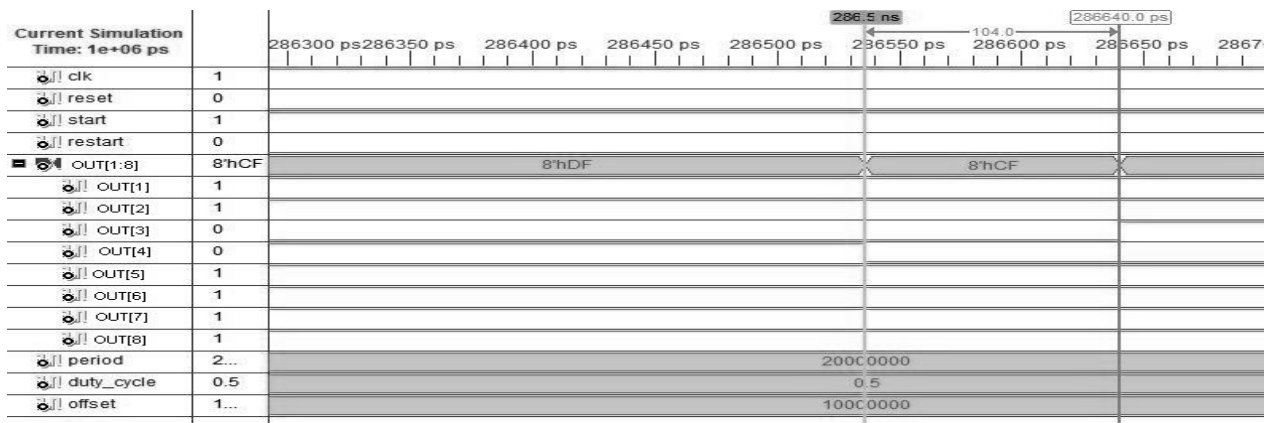 286.5 ns 286640.0 ps
Current Simulation
Time: 1e+06 ps
104.0
286300 ps 286350 ps 286400 ps 286450 ps 286500 ps 286550 ps 286600 ps 286650 ps 2867
clk 1
reset 0
start 1
restart 0
OUT[1:8] 8'hCF 8'hDF 8'hCF
OUT[1] 1
OUT[2] 1
OUT[3] 0
OUT[4] 0
OUT[5] 1
OUT[6] 1
OUT[7] 1
OUT[8] 1
period 2... 20000000
duty_cycle 0.5 0.5
offset 1... 10000000